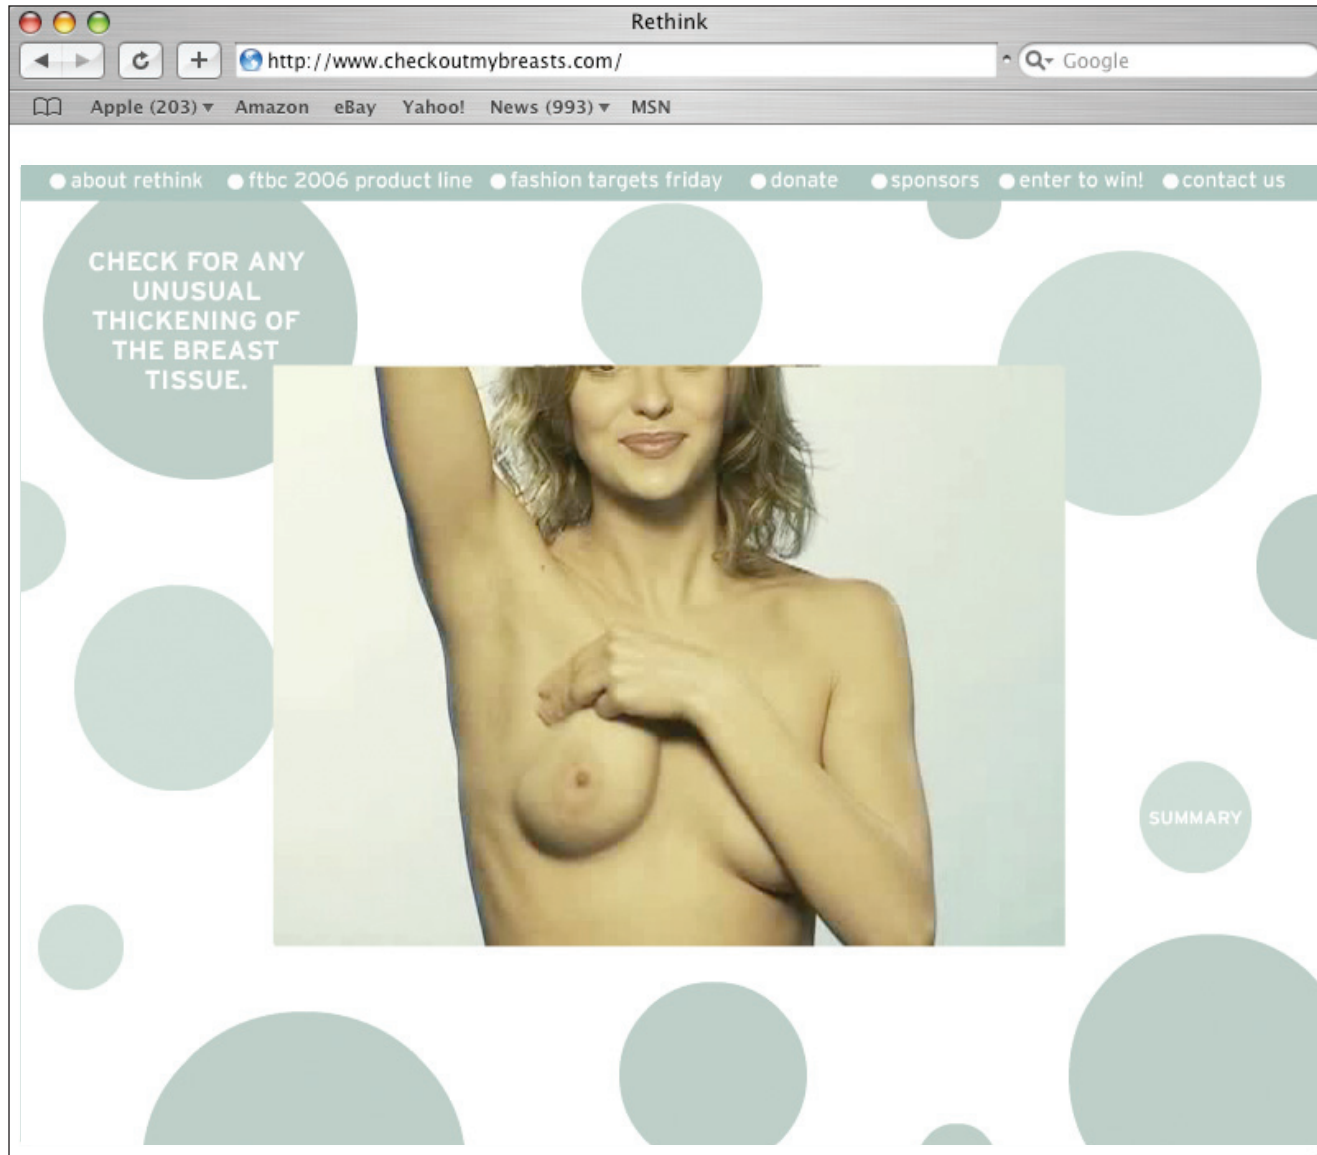 Rethink
http://www.checkoutmybreasts.com/
Google
Apple (203) Amazon eBay Yahoo! News (993) MSN
about rethink ftbc 2006 product line fashion targets friday donate sponsors enter to win! contact us
CHECK FOR ANY
UNUSUAL
THICKENING OF
THE BREAST
TISSUE.
SUMMARY